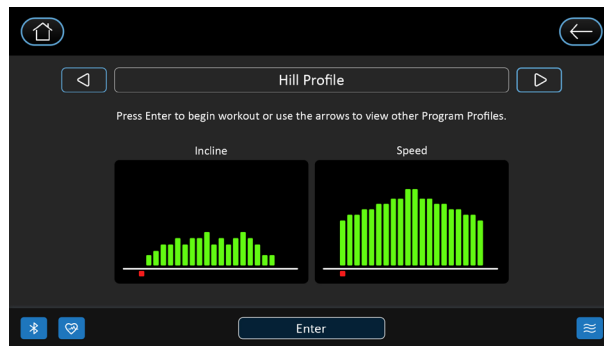 Hill Profile
Press Enter to begin workout or use the arrows to view other Program Profiles.
Incline
Speed
Enter